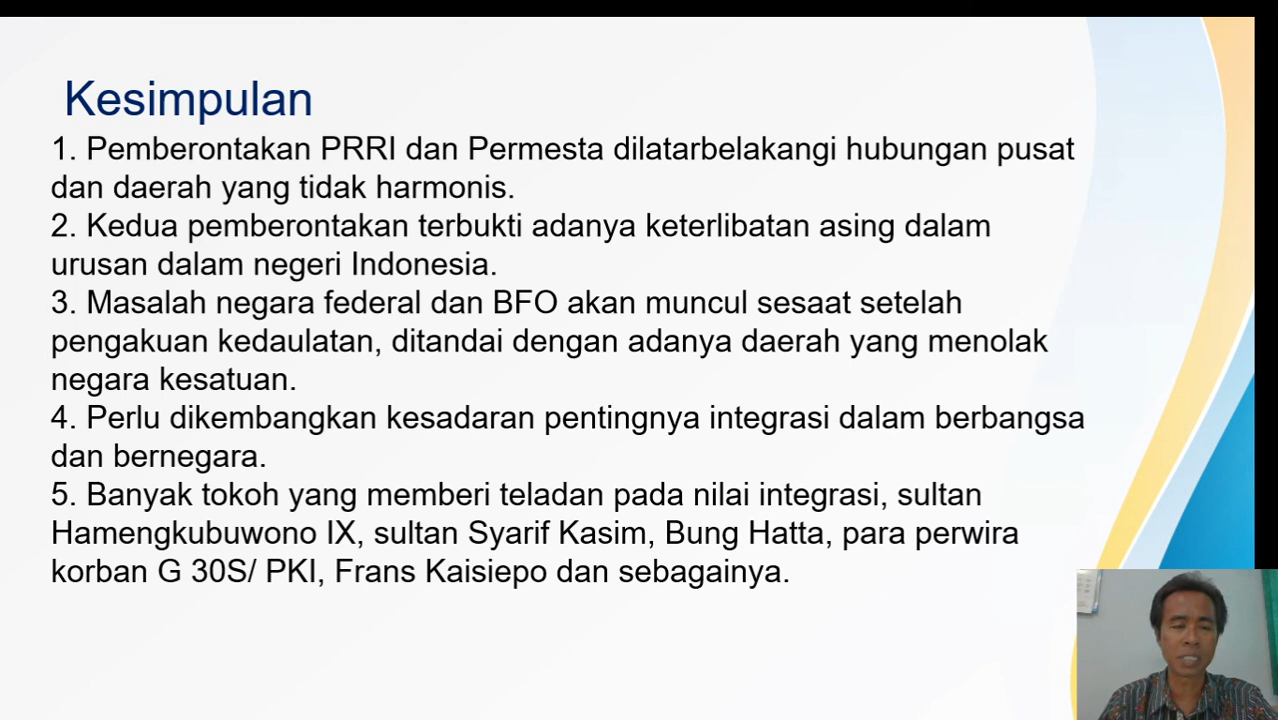 Kesimpulan
1. Pemberontakan PRRI dan Permesta dilatarbelakangi hubungan pusat
dan daerah yang tidak harmonis.
2. Kedua pemberontakan terbukti adanya keterlibatan asing dalam
urusan dalam negeri Indonesia.
3. Masalah negara federal dan BFO akan muncul sesaat setelah
pengakuan kedaulatan, ditandai dengan adanya daerah yang menolak
negara kesatuan.
4. Perlu dikembangkan kesadaran pentingnya integrasi dalam berbangsa
dan bernegara.
5. Banyak tokoh yang memberi teladan pada nilai integrasi, sultan
Hamengkubuwono IX, sultan Syarif Kasim, Bung Hatta, para perwira
korban G 30S/ PKI, Frans Kaisiepo dan sebagainya.